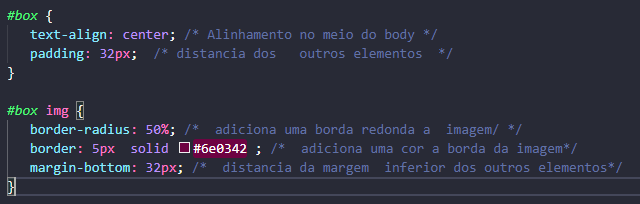 #box {
text-align: center; /* Alinhamento no meio do body */
padding: 32px; /* distancia dos outros elementos */
}
#box img {
border-radius: 50%; /* adiciona uma borda redonda a imagem/ */
border: 5px solid #6e0342 ; /* adiciona uma cor a borda da imagem*/
margin-bottom: 32px; /* distancia da margem inferior dos outros elementos*/
}